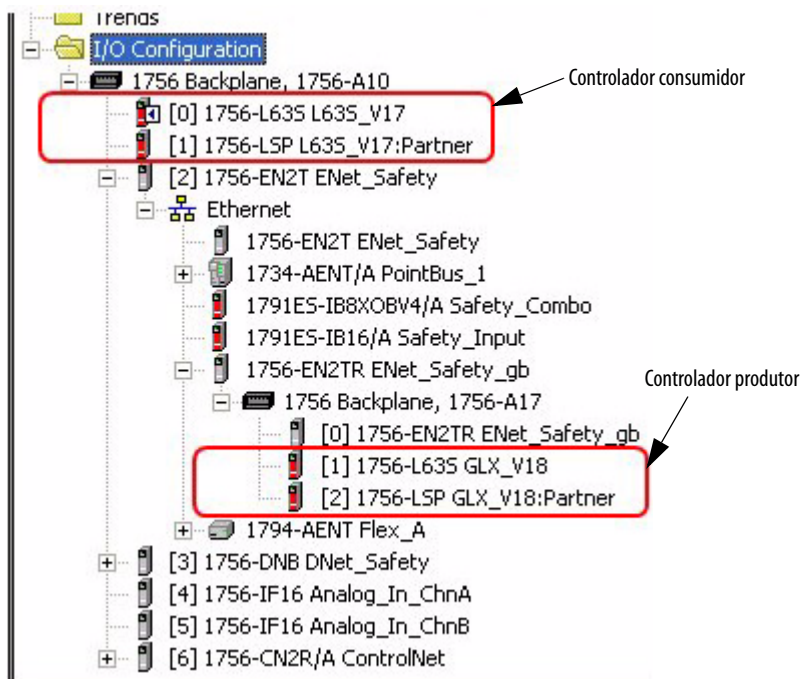 Trends
I/O Configuration
1756 Backplane, 1756-A10
Controlador consumidor
[0] 1756-L63S L63S_V17
[1] 1756-LSP L63S_V17:Partner
[2] 1756-EN2T ENet_Safety
Ethernet
1756-EN2T ENet_Safety
1734-AENT/A PointBus_1
1791ES-IB8XOBV4/A Safety_Combo
1791ES-IB16/A Safety_Input
1756-EN2TR ENet_Safety_gb
Controlador produtor
1756 Backplane, 1756-A17
[0] 1756-EN2TR ENet_Safety_gb
[1] 1756-L63S GLX_V18
[2] 1756-LSP GLX_V18:Partner
1794-AENT Flex_A
[3] 1756-DNB DNet_Safety
[4] 1756-IF16 Analog_In_ChnA
[5] 1756-IF16 Analog_In_ChnB
[6] 1756-CN2R/A ControlNet